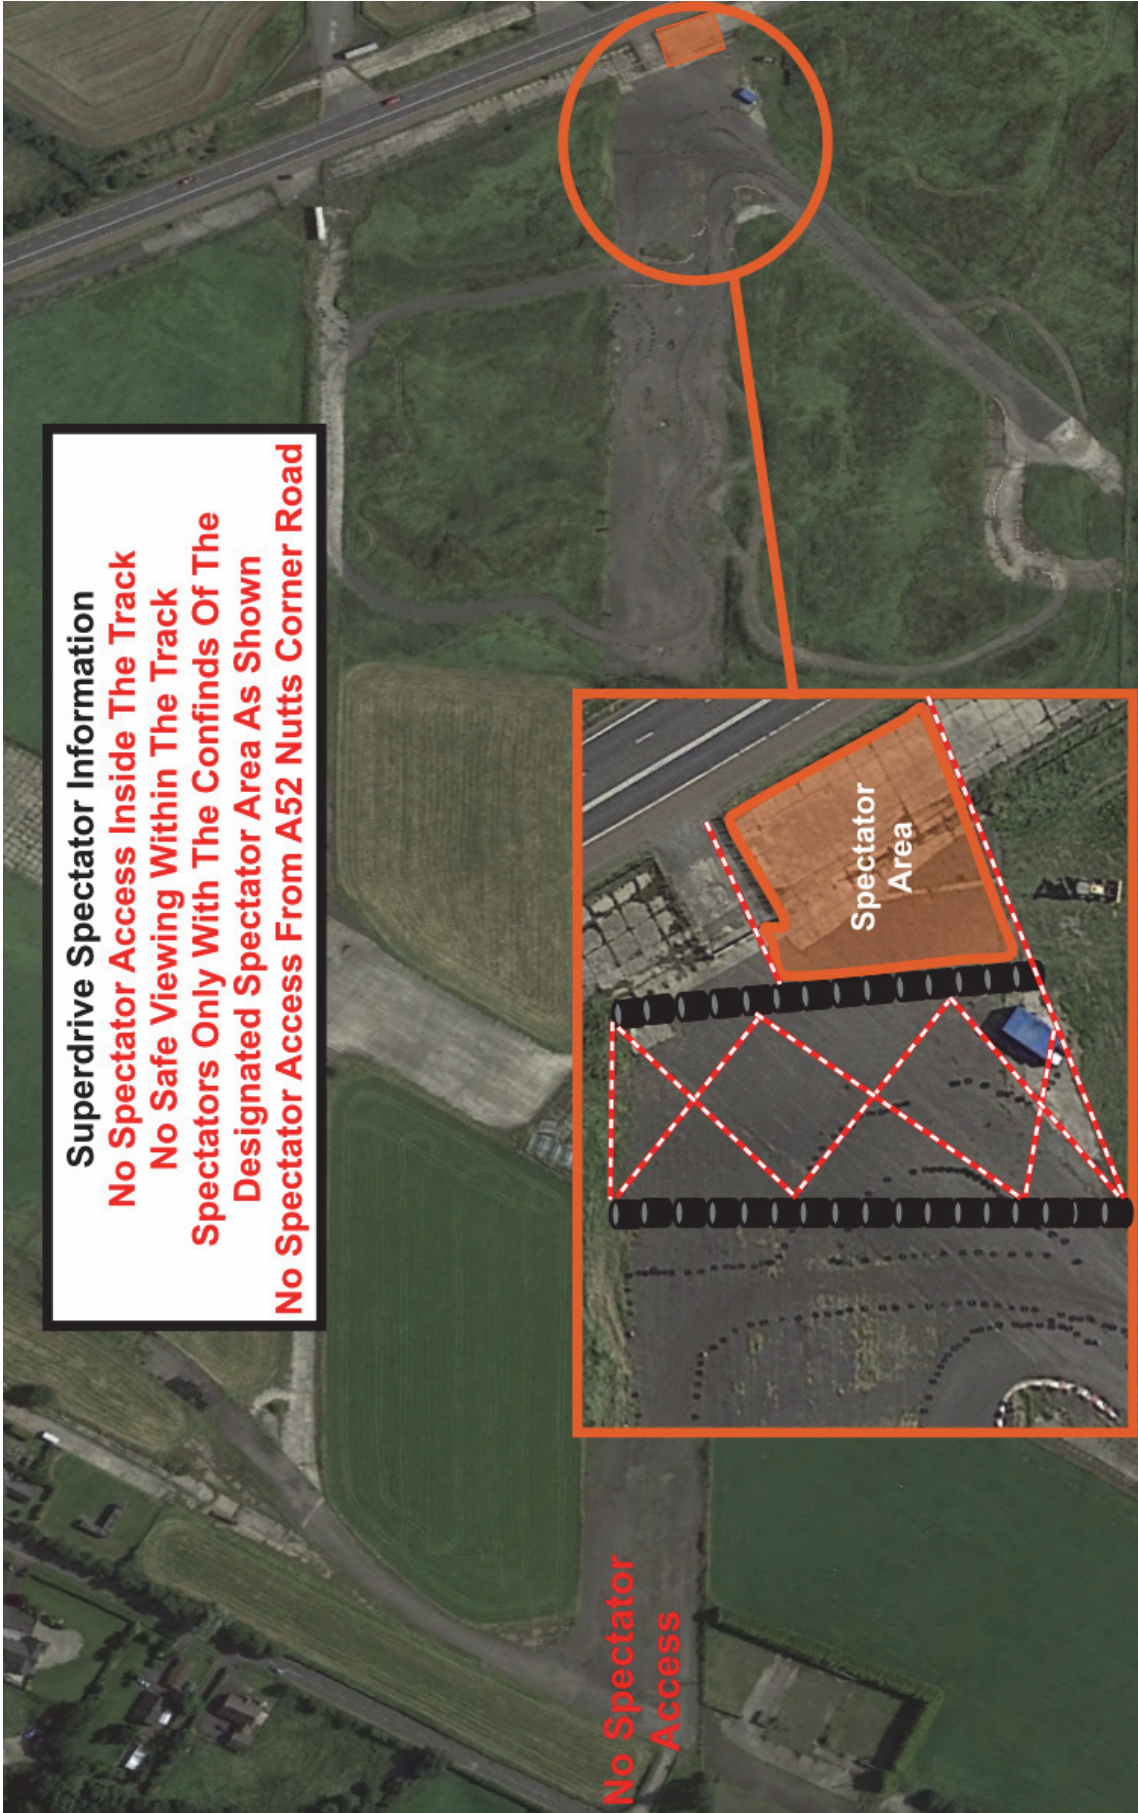 Superdrive Spectator Information
No Spectator Access Inside The Track
No Safe Viewing Within The Track
Spectators Only With The Confinds Of The
Designated Spectator Area As Shown
No Spectator Access From A52 Nutts Corner Road
Spectator
Area
No Spectator
Access